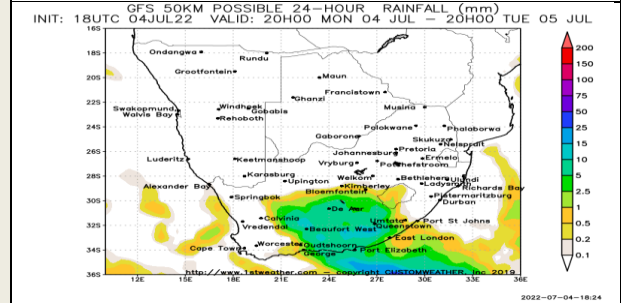 GFS 50KM POSSIBLE 24-HOUR RAINFALL (mm)
INIT: 18UTC 04JUL22 VALID: 20H00 MON 04 JUL – 20H00 TUE 05 JUL
16S
Ondangwa
Rundu
18S
200
150
Grootfontein
Maun
20S
100
Francistown
75
Ghanzi
22S
Windhoek
Gobabis
Musina
50
Swakopmund
Walvis Bay
Rehoboth
25
24S
Polokwane
Phalaborwa
Gaborone
Skukuza
15
Nelspruit
Johannesburg
Pretoria
26S
10
Luderitz
Keetmanshoop
Vryburg
Potchefstroom
Ermelo
5
28S
Karasburg
Upington
Welkom
Bethlehem
Ulundi
Ladysmith
Alexander Bay
Kimberley
Richards Bay
2.5
Bloemfontein
Springbok
Pietermaritzburg
30S
Durban
1
De Aar
Calvinia
Umtata
Port St Johns
0.5
32S
Vredendal
Beaufort West
Queenstown
0.2
East London
34S
Cape Town
Worcester
Oudtshoorn
Port Elizabeth
0.1
George
http://www.1stweather.com – copyright CUSTOMWEATHER, inc 2019
36S
12E 15E 18E 21E 24E 27E 30E 33E 36E
2022-07-04-18:24